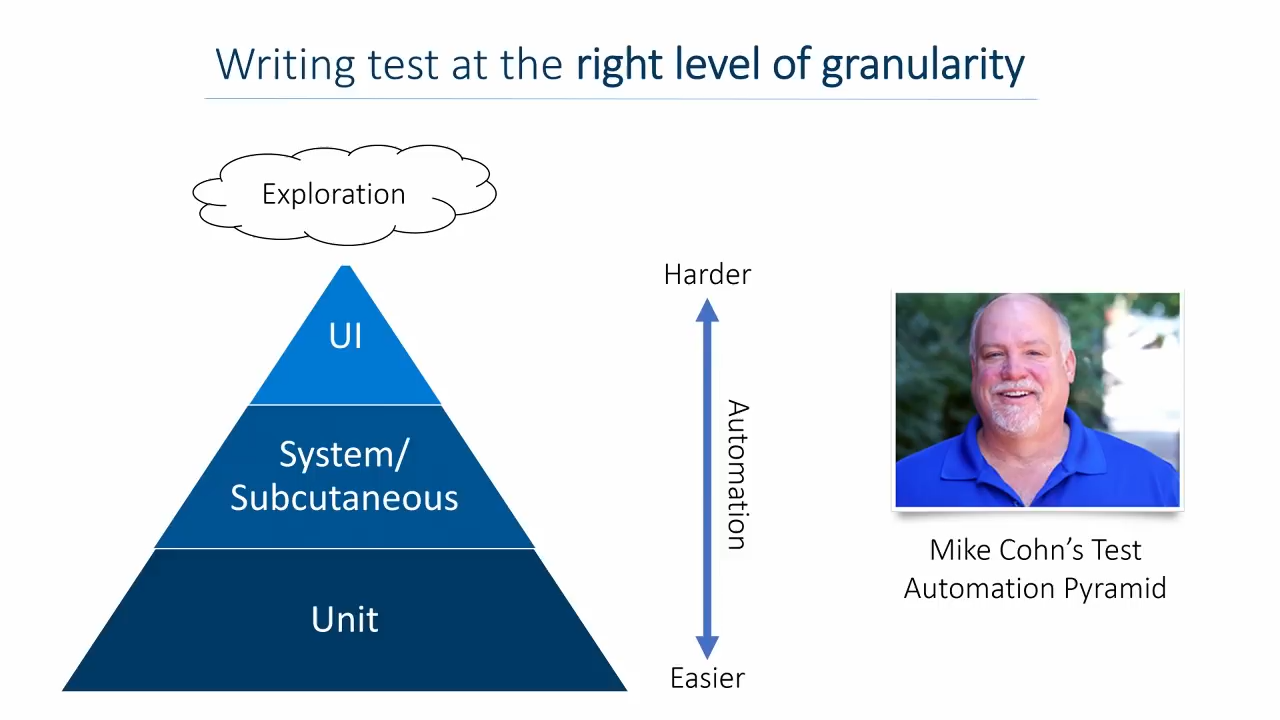 Writing test at the right level of granularity
Exploration
UI
System/
Subcutaneous
Unit
Harder
Automation
Easier
Mike Cohn's Test
Automation Pyramid